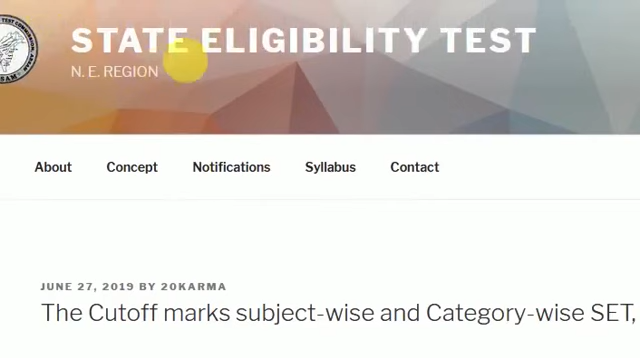 STATE ELIGIBILITY TEST
N. E. REGION
About Concept Notifications Syllabus Contact
JUNE 27, 2019 BY 20KARMA
The Cutoff marks subject-wise and Category-wise SET,